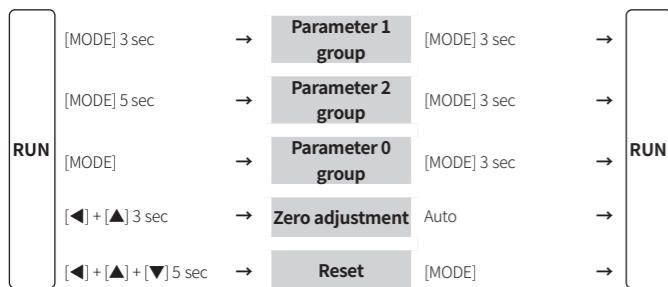 [MODE] 3 sec → Parameter 1 group [MODE] 3 sec →
[MODE] 5 sec → Parameter 2 group [MODE] 3 sec →
RUN [MODE] → Parameter 0 group [MODE] 3 sec → RUN
[◀] + [▲] 3 sec → Zero adjustment Auto →
[◀] + [▲] + [▼] 5 sec → Reset [MODE] →